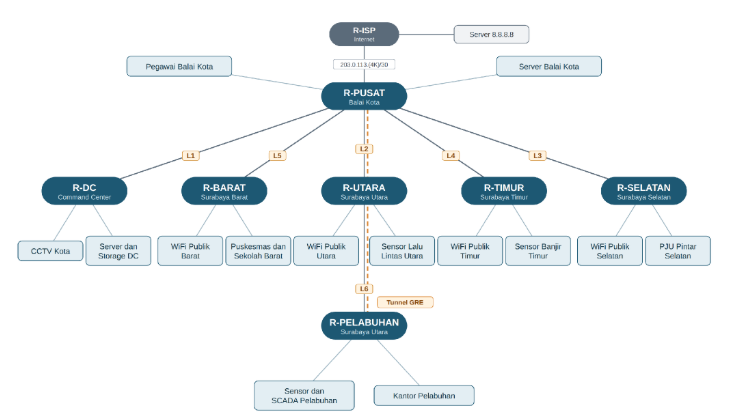 R-ISP
Internet
Server 8.8.8.8
203.0.113.(4K)/30
Pegawai Balai Kota
Server Balai Kota
R-PUSAT
Balai Kota
L1
L5
L2
L4
L3
R-DC
Command Center
R-BARAT
Surabaya Barat
R-UTARA
Surabaya Utara
R-TIMUR
Surabaya Timur
R-SELATAN
Surabaya Selatan
CCTV Kota
Server dan
Storage DC
WiFi Publik
Barat
Puskesmas dan
Sekolah Barat
WiFi Publik
Utara
Sensor Lalu
Lintas Utara
WiFi Publik
Timur
Sensor Banjir
Timur
WiFi Publik
Selatan
PJU Pintar
Selatan
L6
Tunnel GRE
R-PELABUHAN
Surabaya Utara
Sensor dan
SCADA Pelabuhan
Kantor Pelabuhan